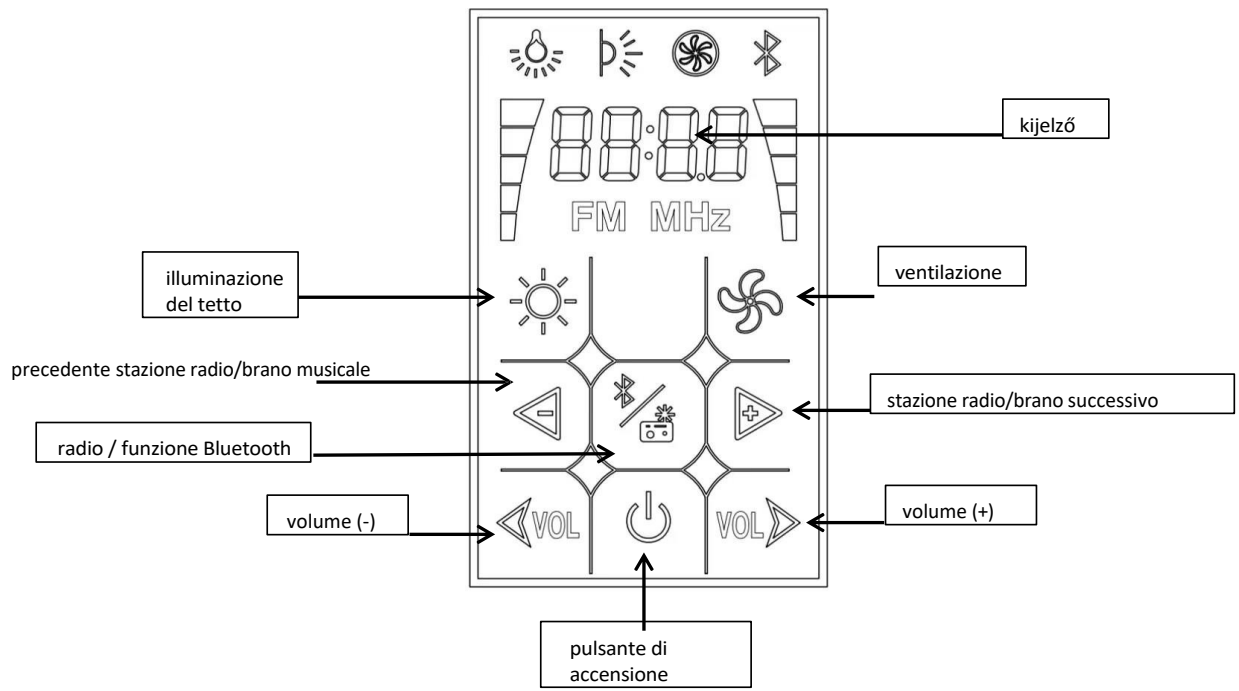 88:8.8
kijelző
FM MHz
illuminazione
del tetto
ventilazione
precedente stazione radio/brano musicale
stazione radio/brano successivo
radio / funzione Bluetooth
volume (-)
VOL
VOL
volume (+)
pulsante di
accensione